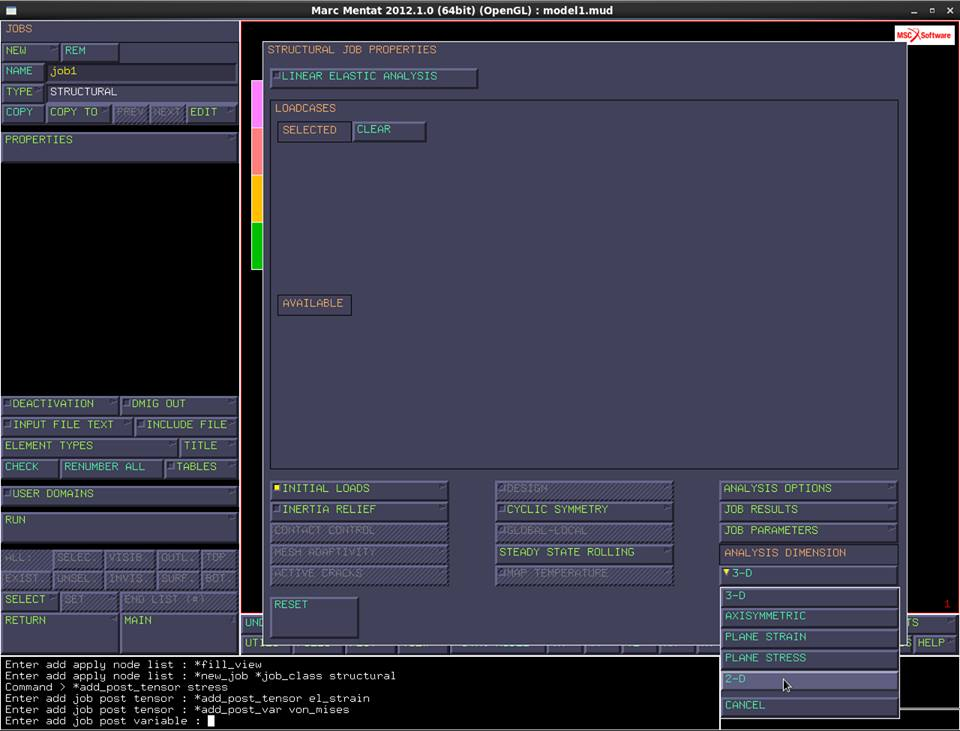 Marc Mentat 2012.1.0 (64bit) (OpenGL) : model1.mud
JOBS
NEW REM
NAME job1
TYPE STRUCTURAL
COPY COPY TO PREV NEXT EDIT
PROPERTIES
DEACTIVATION DMIG OUT
INPUT FILE TEXT INCLUDE FILE
ELEMENT TYPES TITLE
CHECK RENUMBER ALL TABLES
USER DOMAINS
RUN
ALL: SELEC. VISIB. OUTL. TOP
EXIST. UNSEL. INVIS. SURF. BOT.
SELECT SET END LIST (#)
RETURN MAIN
MSC Software
STRUCTURAL JOB PROPERTIES
LINEAR ELASTIC ANALYSIS
LOADCASES
SELECTED CLEAR
AVAILABLE
INITIAL LOADS DESIGN ANALYSIS OPTIONS
INERTIA RELIEF CYCLIC SYMMETRY JOB RESULTS
CONTACT CONTROL GLOBAL-LOCAL JOB PARAMETERS
MESH ADAPTIVITY STEADY STATE ROLLING ANALYSIS DIMENSION
ACTIVE CRACKS MAP TEMPERATURE 3-D
RESET
3-D
AXISYMMETRIC
PLANE STRAIN
PLANE STRESS
2-D
CANCEL
1
HELP
Enter add apply node list : *fill_view
Enter add apply node list : *new_job *job_class structural
Command > *add_post_tensor stress
Enter add job post tensor : *add_post_tensor el_strain
Enter add job post tensor : *add_post_var von_mises
Enter add job post variable :